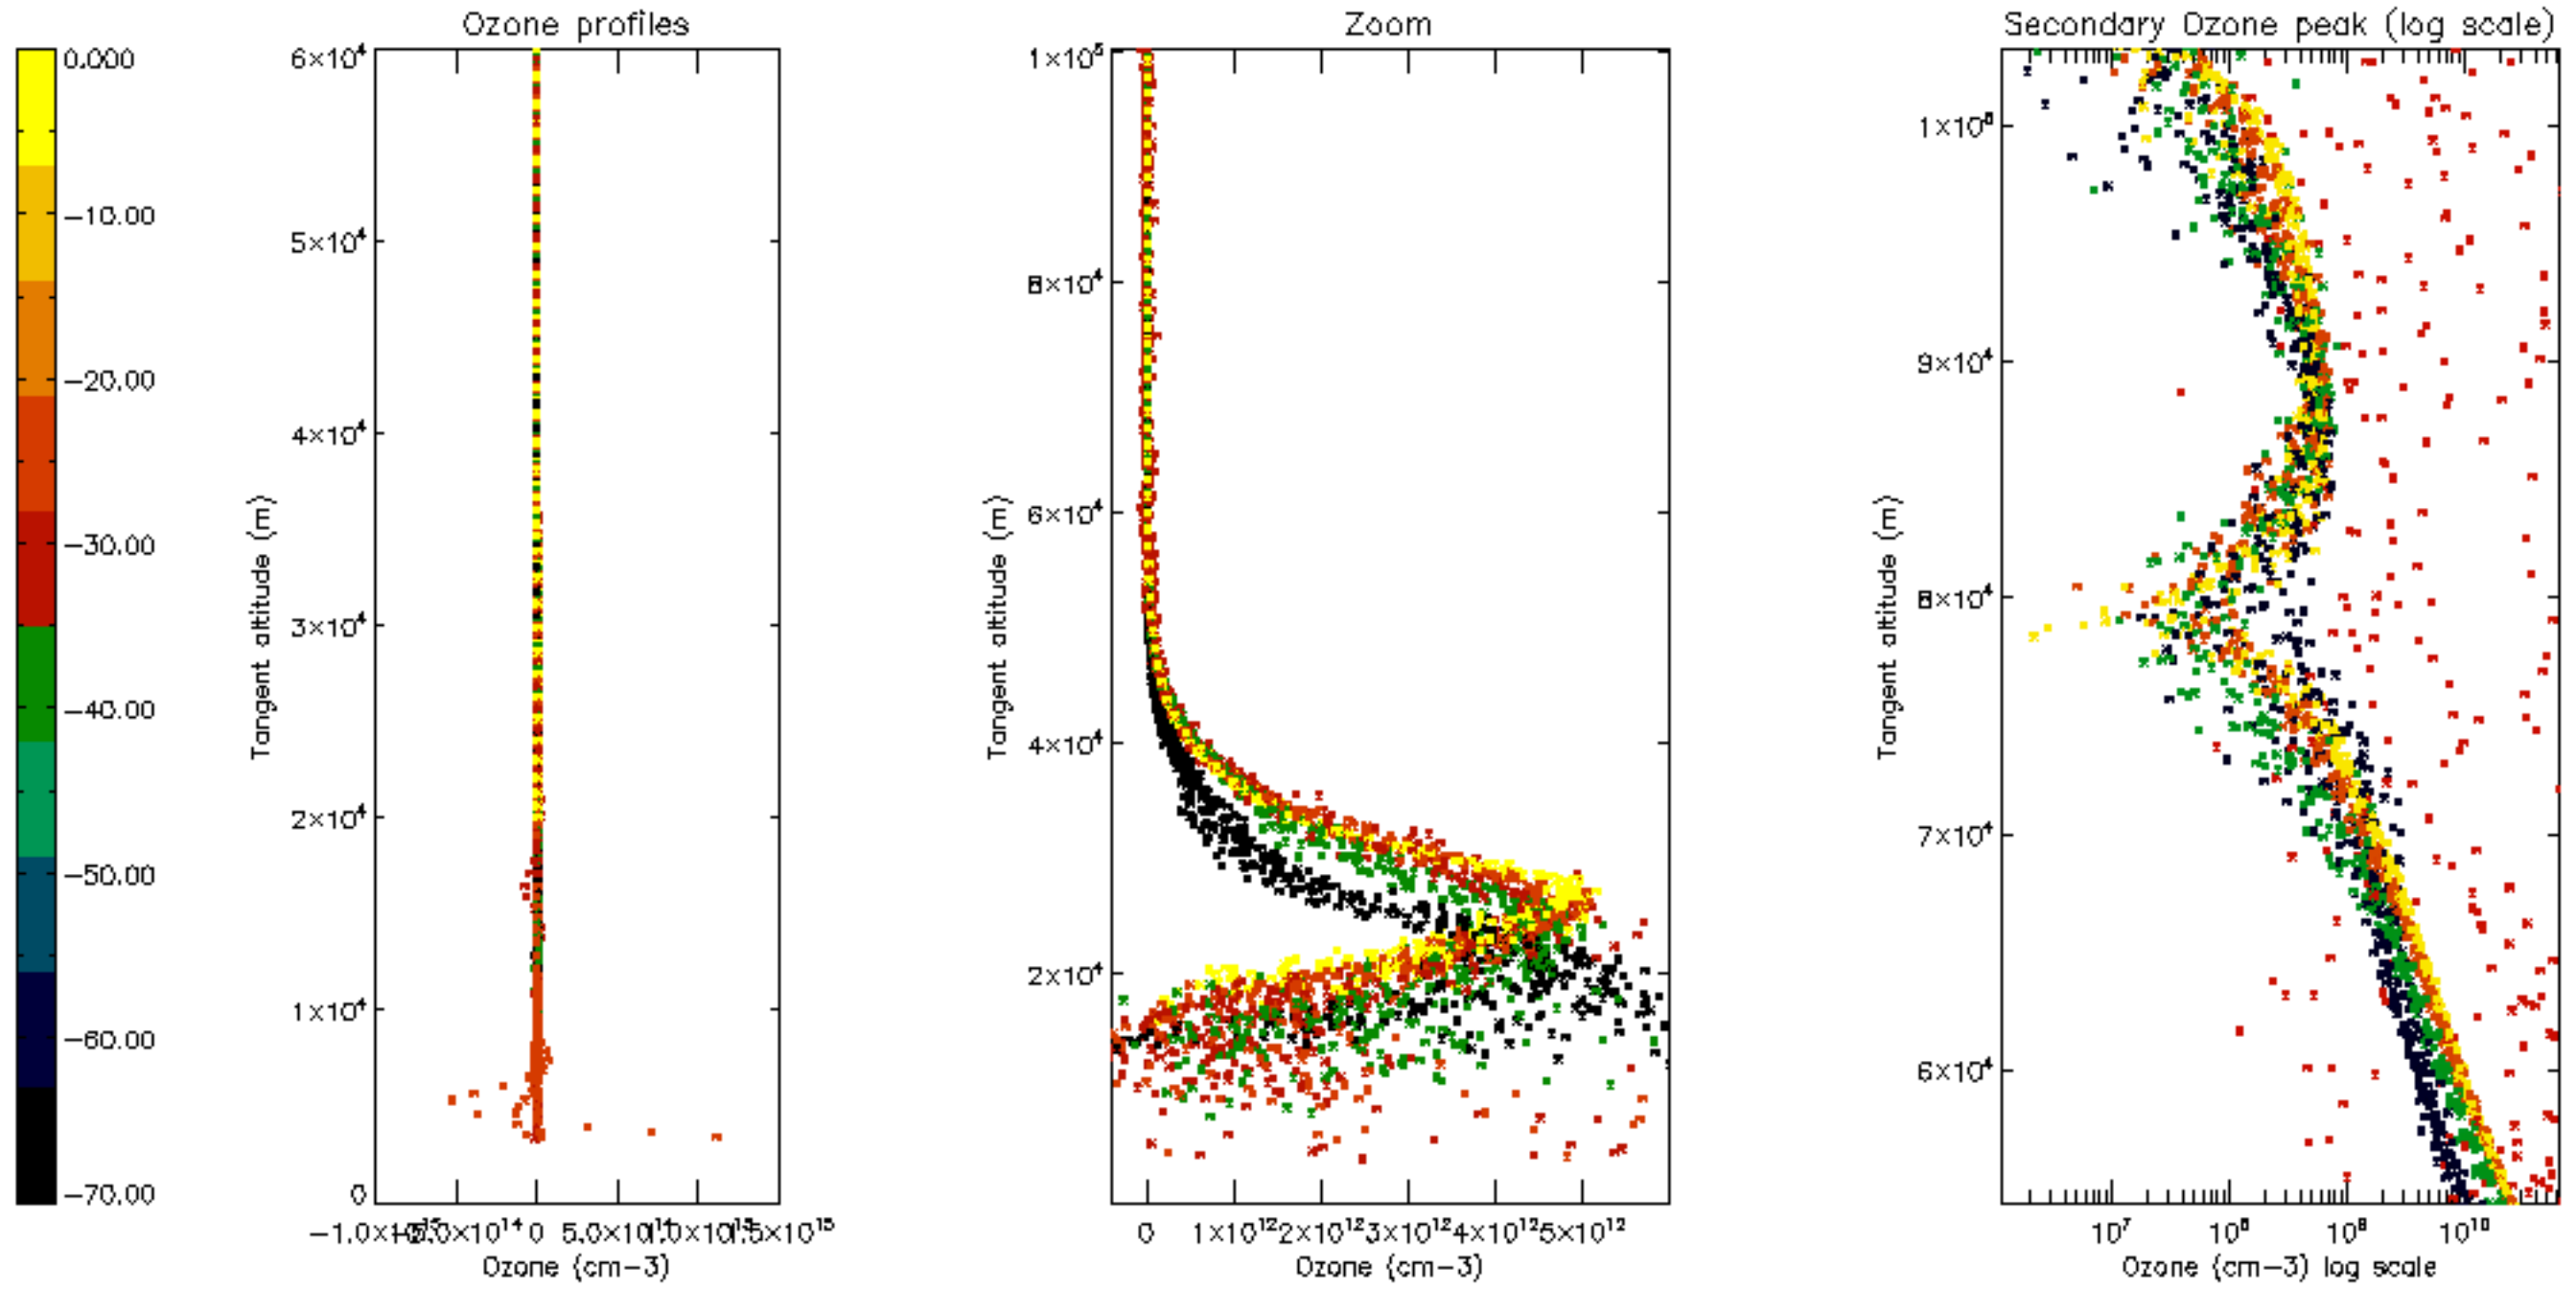 Ozone profiles
Zoom
Secondary Ozone peak (log scale)
0.000
−10.00
−20.00
−30.00
−40.00
−50.00
−60.00
−70.00
6×10⁴
5×10⁴
4×10⁴
3×10⁴
2×10⁴
1×10⁴
0
Tangent altitude (m)
0
Ozone (cm−3)
1×10⁵
8×10⁴
6×10⁴
4×10⁴
2×10⁴
Tangent altitude (m)
0 1×10¹² 2×10¹² 3×10¹² 4×10¹² 5×10¹²
Ozone (cm−3)
1×10⁵
9×10⁴
8×10⁴
7×10⁴
6×10⁴
Tangent altitude (m)
10⁷ 10⁸ 10⁹ 10¹⁰
Ozone (cm−3) log scale